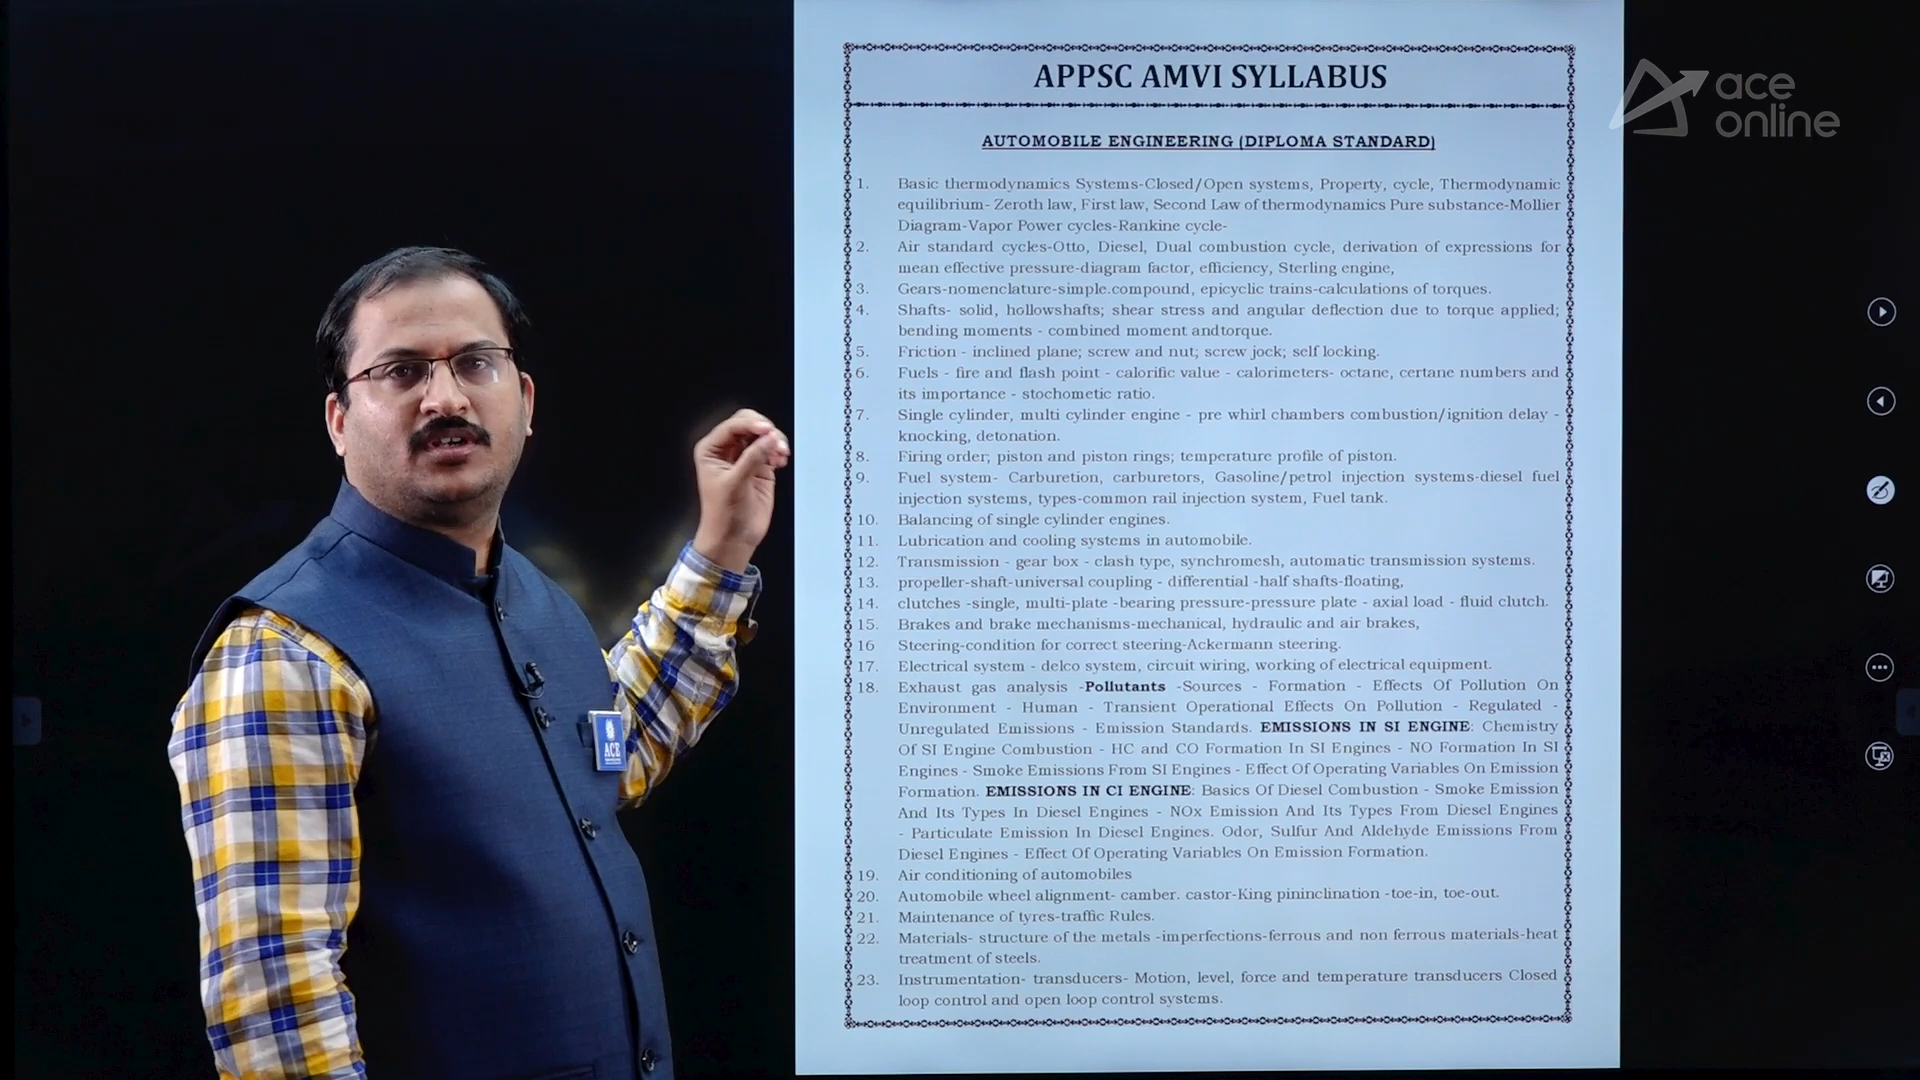 APPSC AMVI SYLLABUS
ace
online
AUTOMOBILE ENGINEERING (DIPLOMA STANDARD)
1. Basic thermodynamics Systems-Closed/Open systems, Property, cycle, Thermodynamic
equilibrium- Zeroth law, First law, Second Law of thermodynamics Pure substance-Mollier
Diagram-Vapor Power cycles-Rankine cycle-
2. Air standard cycles-Otto, Diesel, Dual combustion cycle, derivation of expressions for
mean effective pressure-diagram factor, efficiency, Sterling engine,
3. Gears-nomenclature-simple.compound, epicyclic trains-calculations of torques.
4. Shafts- solid, hollowshafts; shear stress and angular deflection due to torque applied;
bending moments - combined moment andtorque.
5. Friction - inclined plane; screw and nut; screw jock; self locking.
6. Fuels - fire and flash point - calorific value - calorimeters- octane, certane numbers and
its importance - stochometric ratio.
7. Single cylinder, multi cylinder engine - pre whirl chambers combustion/ignition delay -
knocking, detonation.
8. Firing order; piston and piston rings; temperature profile of piston.
9. Fuel system- Carburetion, carburetors, Gasoline/petrol injection systems-diesel fuel
injection systems, types-common rail injection system, Fuel tank.
10. Balancing of single cylinder engines.
11. Lubrication and cooling systems in automobile.
12. Transmission - gear box - clash type, synchromesh, automatic transmission systems.
13. propeller-shaft-universal coupling - differential -half shafts-floating,
14. clutches -single, multi-plate -bearing pressure-pressure plate - axial load - fluid clutch.
15. Brakes and brake mechanisms-mechanical, hydraulic and air brakes,
16 Steering-condition for correct steering-Ackermann steering.
17. Electrical system - delco system, circuit wiring, working of electrical equipment.
18. Exhaust gas analysis -Pollutants -Sources - Formation - Effects Of Pollution On
Environment - Human - Transient Operational Effects On Pollution - Regulated -
Unregulated Emissions - Emission Standards. EMISSIONS IN SI ENGINE: Chemistry
Of SI Engine Combustion - HC and CO Formation In SI Engines - NO Formation In SI
Engines - Smoke Emissions From SI Engines - Effect Of Operating Variables On Emission
Formation. EMISSIONS IN CI ENGINE: Basics Of Diesel Combustion - Smoke Emission
And Its Types In Diesel Engines - NOx Emission And Its Types From Diesel Engines
- Particulate Emission In Diesel Engines. Odor, Sulfur And Aldehyde Emissions From
Diesel Engines - Effect Of Operating Variables On Emission Formation.
19. Air conditioning of automobiles
20. Automobile wheel alignment- camber. castor-King pininclination -toe-in, toe-out.
21. Maintenance of tyres-traffic Rules.
22. Materials- structure of the metals -imperfections-ferrous and non ferrous materials-heat
treatment of steels.
23. Instrumentation- transducers- Motion, level, force and temperature transducers Closed
loop control and open loop control systems.
ACE